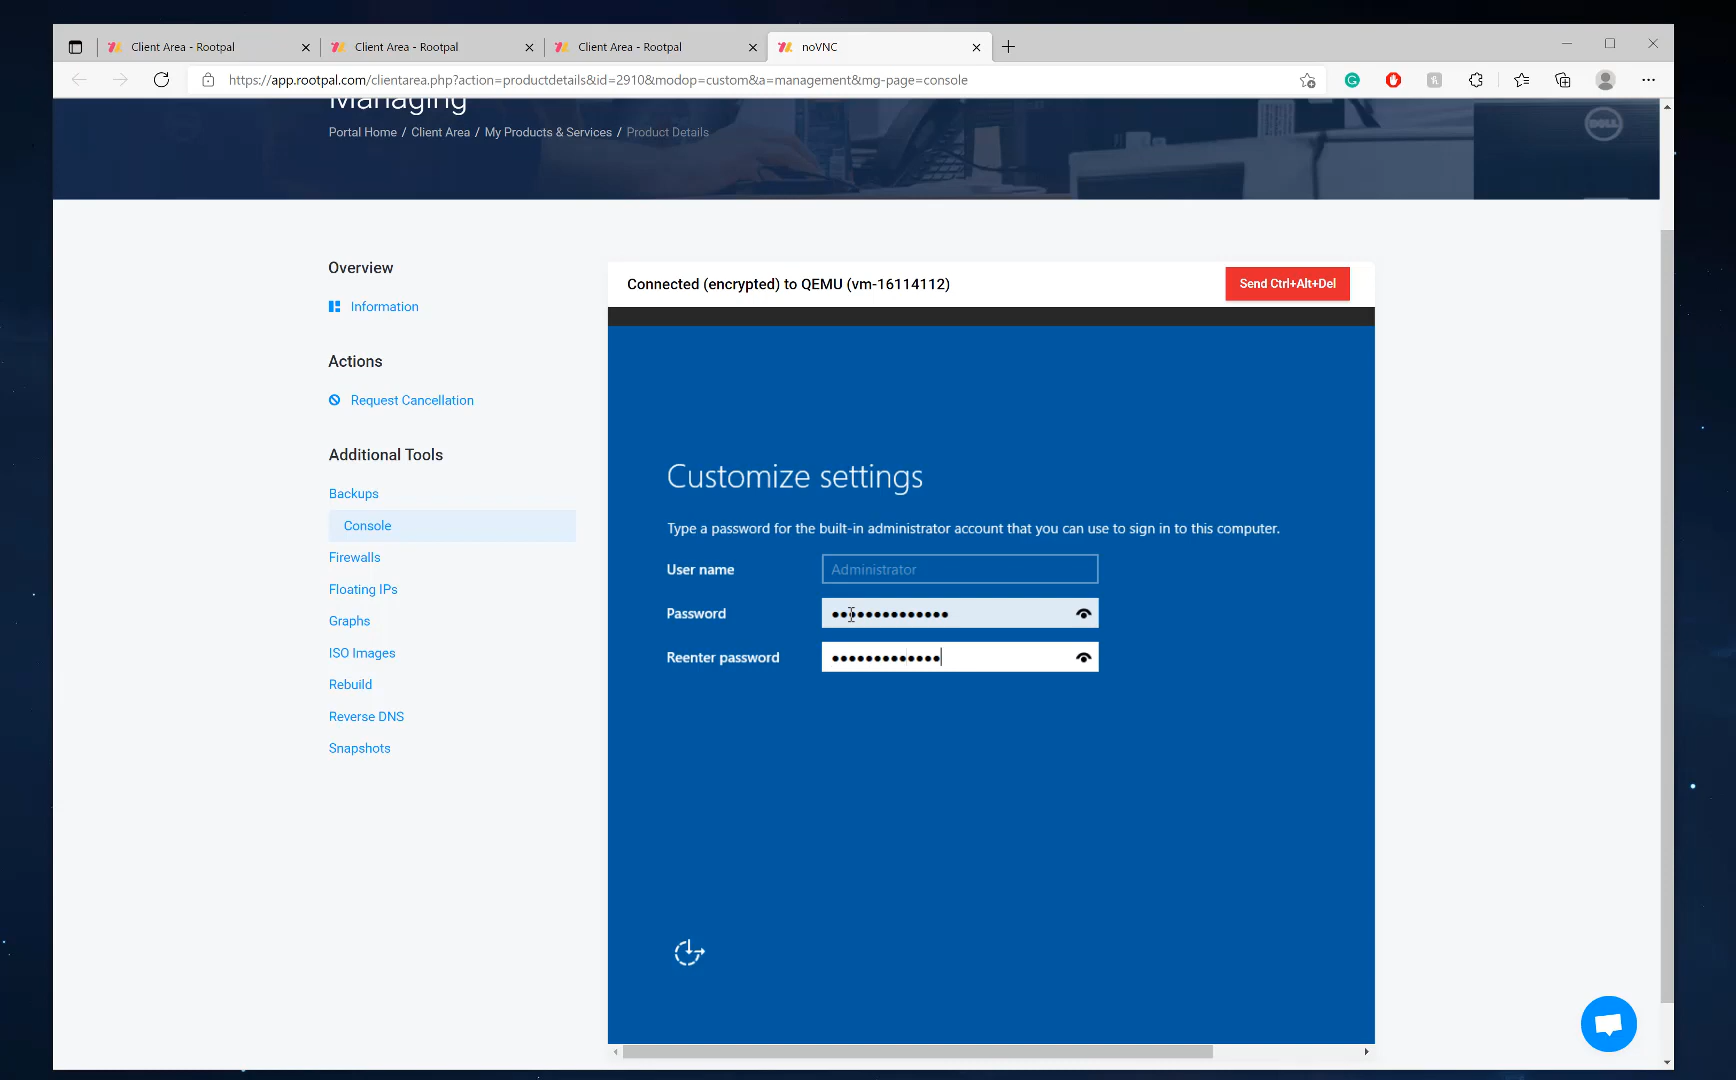 Client Area - Rootpal
Client Area - Rootpal
Client Area - Rootpal
noVNC
https://app.rootpal.com/clientarea.php?action=productdetails&id=2910&modop=custom&a=management&mg-page=console
Managing
Portal Home / Client Area / My Products & Services / Product Details
DELL
Overview
Information
Actions
Request Cancellation
Additional Tools
Backups
Console
Firewalls
Floating IPs
Graphs
ISO Images
Rebuild
Reverse DNS
Snapshots
Connected (encrypted) to QEMU (vm-16114112)
Send Ctrl+Alt+Del
Customize settings
Type a password for the built-in administrator account that you can use to sign in to this computer.
User name
Administrator
Password
••••••••••••••
Reenter password
•••••••••••••